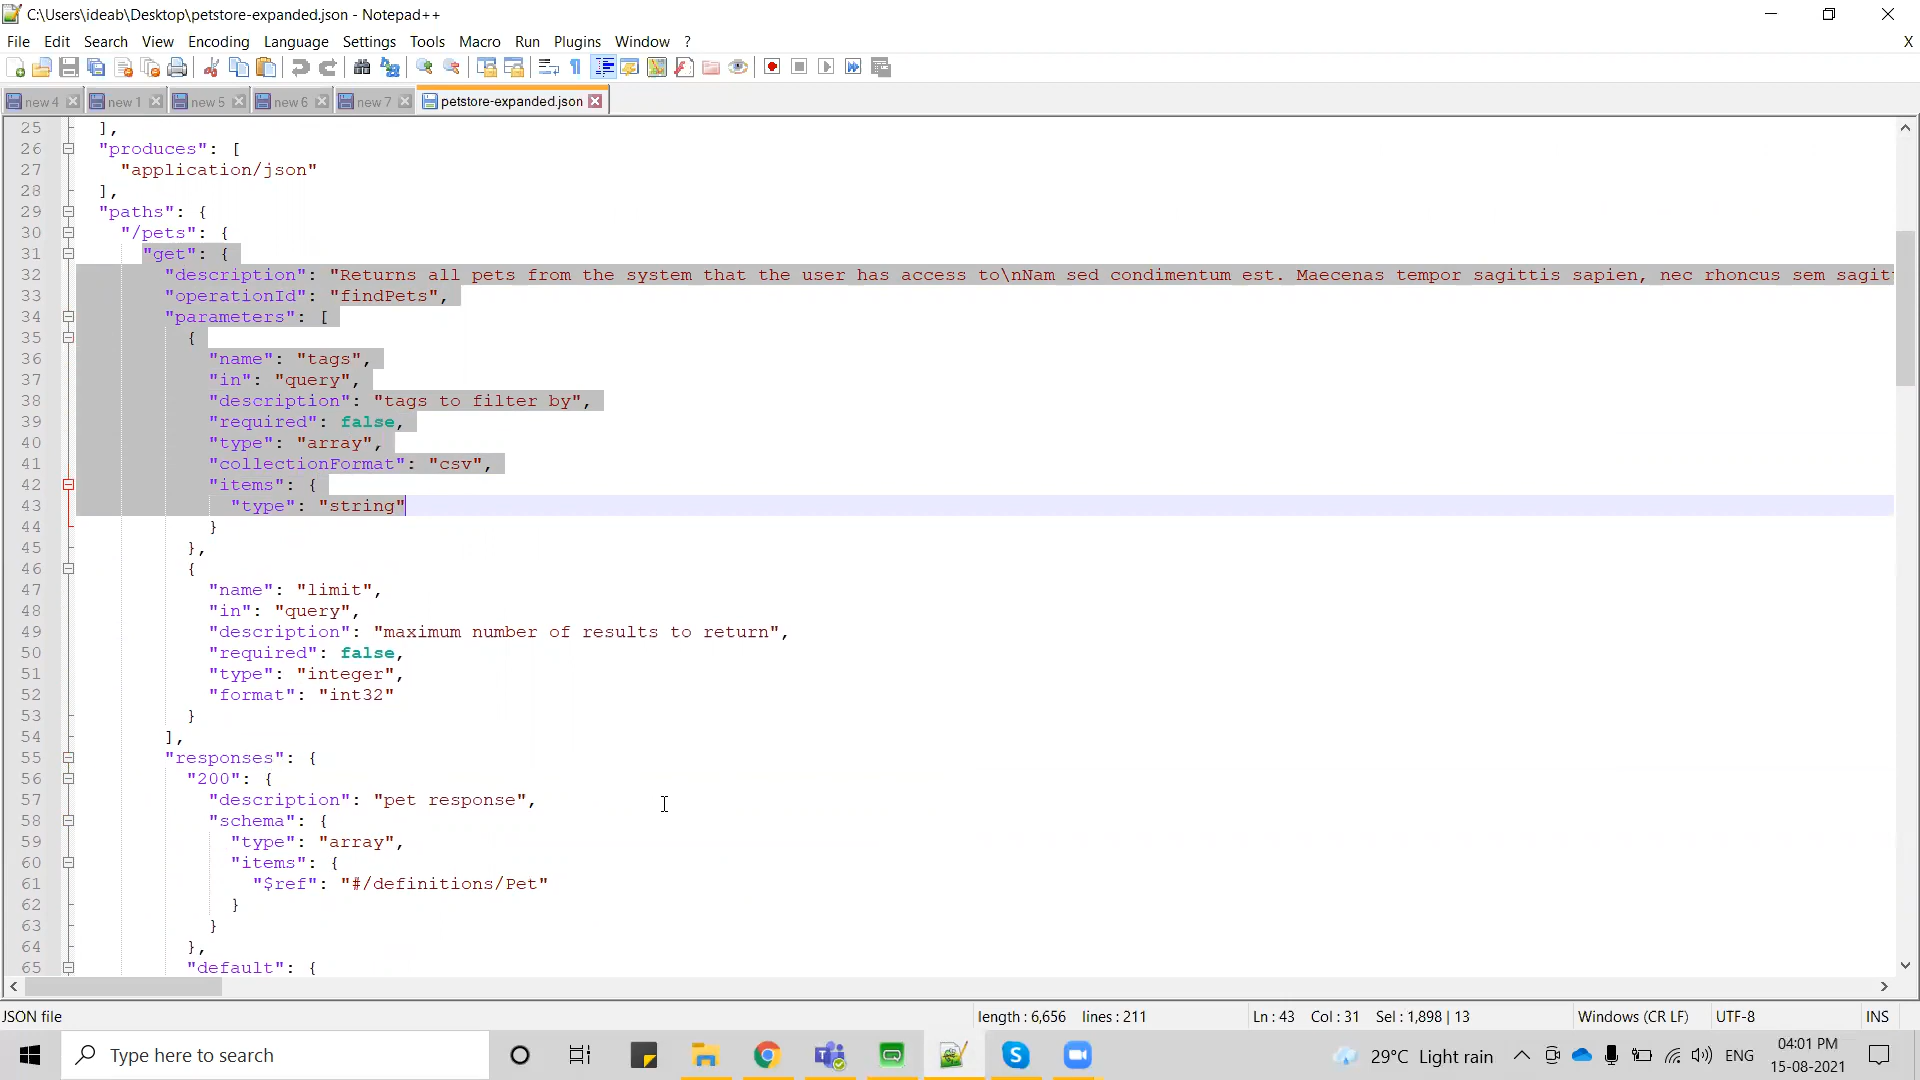 C:\Users\ideab\Desktop\petstore-expanded.json - Notepad++
File Edit Search View Encoding Language Settings Tools Macro Run Plugins Window ? X
new 4 new 1 new 5 new 6 new 7 petstore-expanded.json
25 ],
26 "produces": [
27 "application/json"
28 ],
29 "paths": {
30 "/pets": {
31 "get": {
32 "description": "Returns all pets from the system that the user has access to\nNam sed condimentum est. Maecenas tempor sagittis sapien, nec rhoncus sem sagit
33 "operationId": "findPets",
34 "parameters": [
35 {
36 "name": "tags",
37 "in": "query",
38 "description": "tags to filter by",
39 "required": false,
40 "type": "array",
41 "collectionFormat": "csv",
42 "items": {
43 "type": "string"
44 }
45 },
46 {
47 "name": "limit",
48 "in": "query",
49 "description": "maximum number of results to return",
50 "required": false,
51 "type": "integer",
52 "format": "int32"
53 }
54 ],
55 "responses": {
56 "200": {
57 "description": "pet response",
58 "schema": {
59 "type": "array",
60 "items": {
61 "$ref": "#/definitions/Pet"
62 }
63 }
64 },
65 "default": {
JSON file length : 6,656 lines : 211 Ln : 43 Col : 31 Sel : 1,898 | 13 Windows (CR LF) UTF-8 INS
Type here to search 29°C Light rain ENG 04:01 PM
15-08-2021